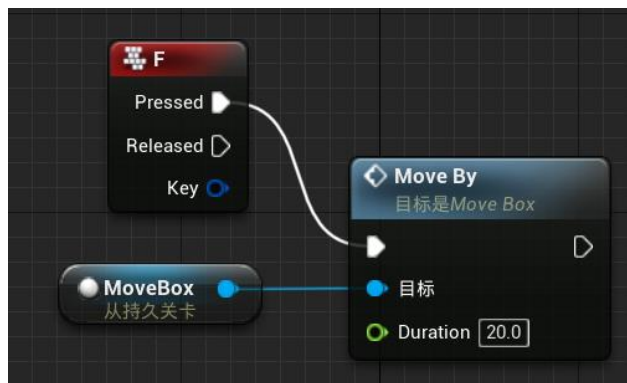 F
Pressed
Released
Key
Move By
目标是Move Box
MoveBox
从持久关卡
目标
Duration 20.0